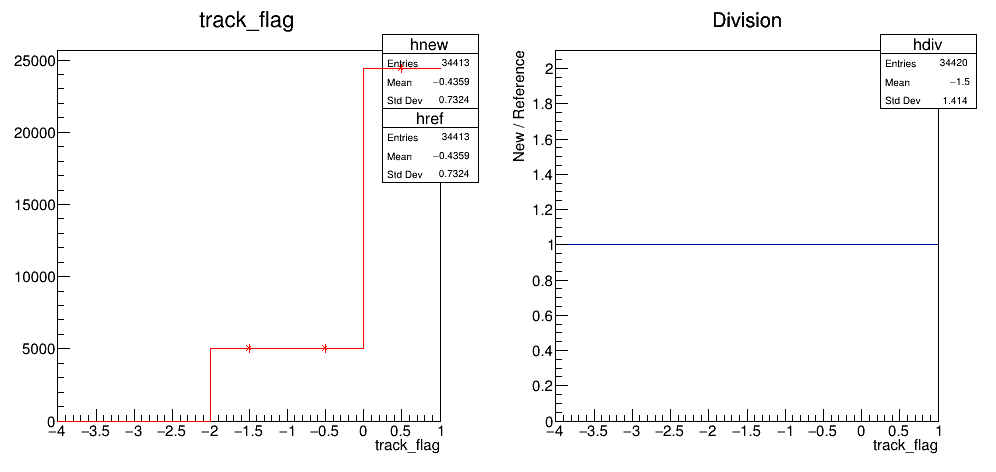 track_flag
hnew
Entries 34413
Mean −0.4359
Std Dev 0.7324
href
Entries 34413
Mean −0.4359
Std Dev 0.7324
25000
20000
15000
10000
5000
0
−4 −3.5 −3 −2.5 −2 −1.5 −1 −0.5 0 0.5 1
track_flag
Division
hdiv
Entries 34420
Mean −1.5
Std Dev 1.414
New / Reference
2
1.8
1.6
1.4
1.2
1
0.8
0.6
0.4
0.2
0
−4 −3.5 −3 −2.5 −2 −1.5 −1 −0.5 0 0.5 1
track_flag